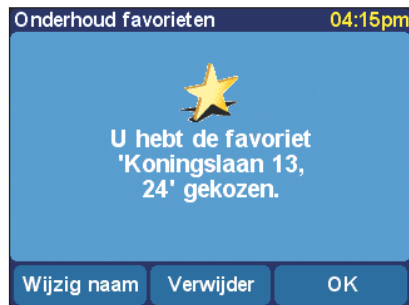 Onderhoud favorieten 04:15pm
U hebt de favoriet
'Koningslaan 13,
24' gekozen.
Wijzig naam Verwijder OK